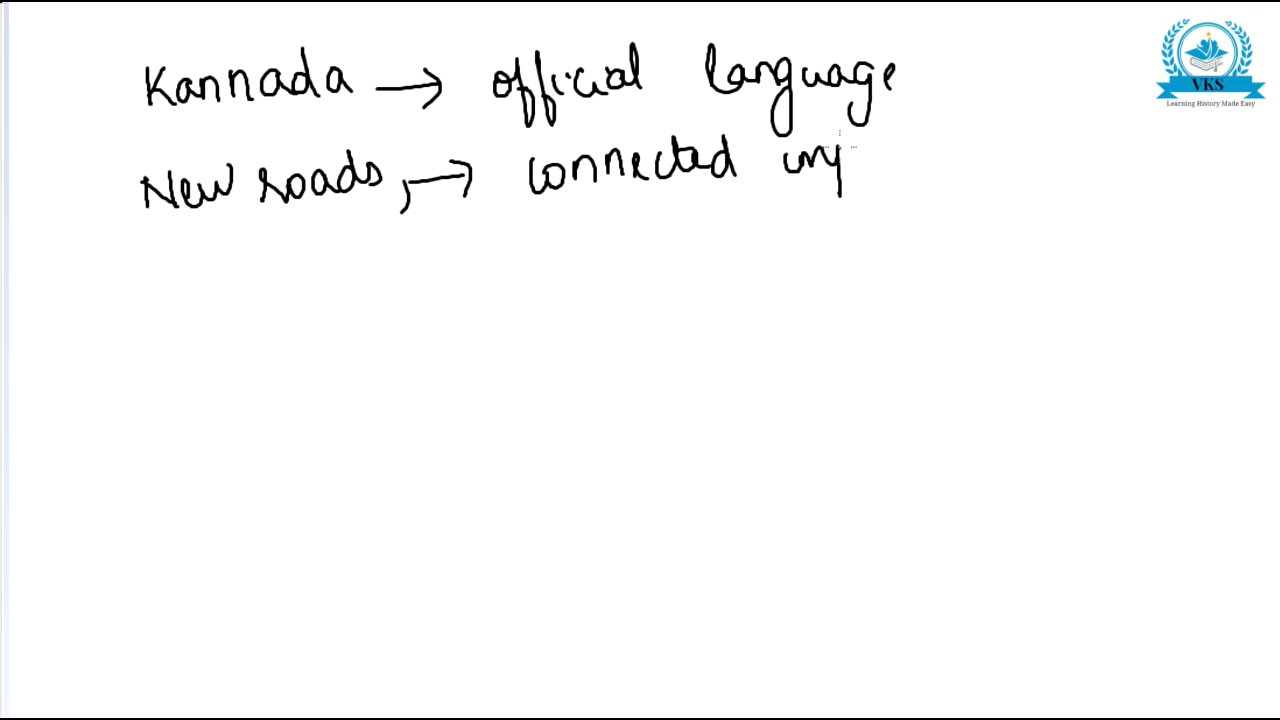 Kannada → official language
New roads, → connected
VKS
Learning History Made Easy